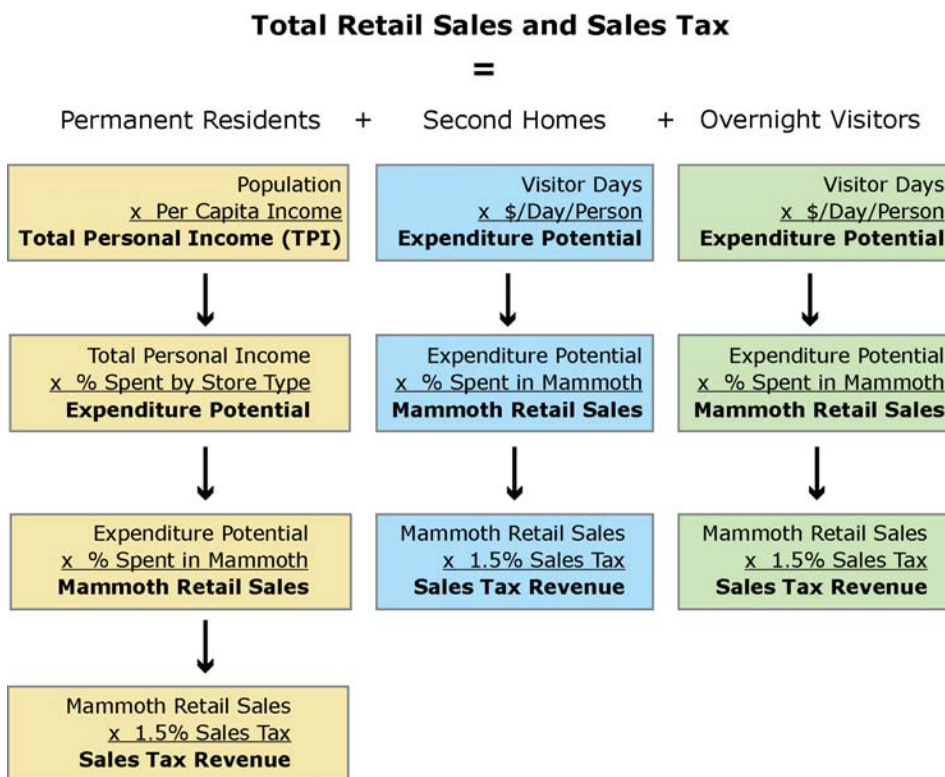 Total Retail Sales and Sales Tax
=
Permanent Residents + Second Homes + Overnight Visitors
Population
x Per Capita Income
Total Personal Income (TPI)
Visitor Days
x $/Day/Person
Expenditure Potential
Visitor Days
x $/Day/Person
Expenditure Potential
Total Personal Income
x % Spent by Store Type
Expenditure Potential
Expenditure Potential
x % Spent in Mammoth
Mammoth Retail Sales
Expenditure Potential
x % Spent in Mammoth
Mammoth Retail Sales
Expenditure Potential
x % Spent in Mammoth
Mammoth Retail Sales
Mammoth Retail Sales
x 1.5% Sales Tax
Sales Tax Revenue
Mammoth Retail Sales
x 1.5% Sales Tax
Sales Tax Revenue
Mammoth Retail Sales
x 1.5% Sales Tax
Sales Tax Revenue